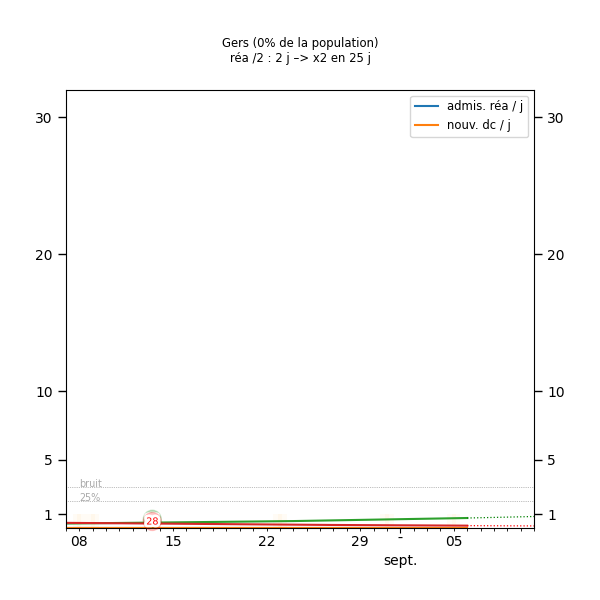 Gers (0% de la population)
réa /2 : 2 j –> x2 en 25 j
admis. réa / j
nouv. dc / j
30 30
20 20
10 10
5 5
bruit
25%
1 1
28
08 15 22 29 - 05
sept.